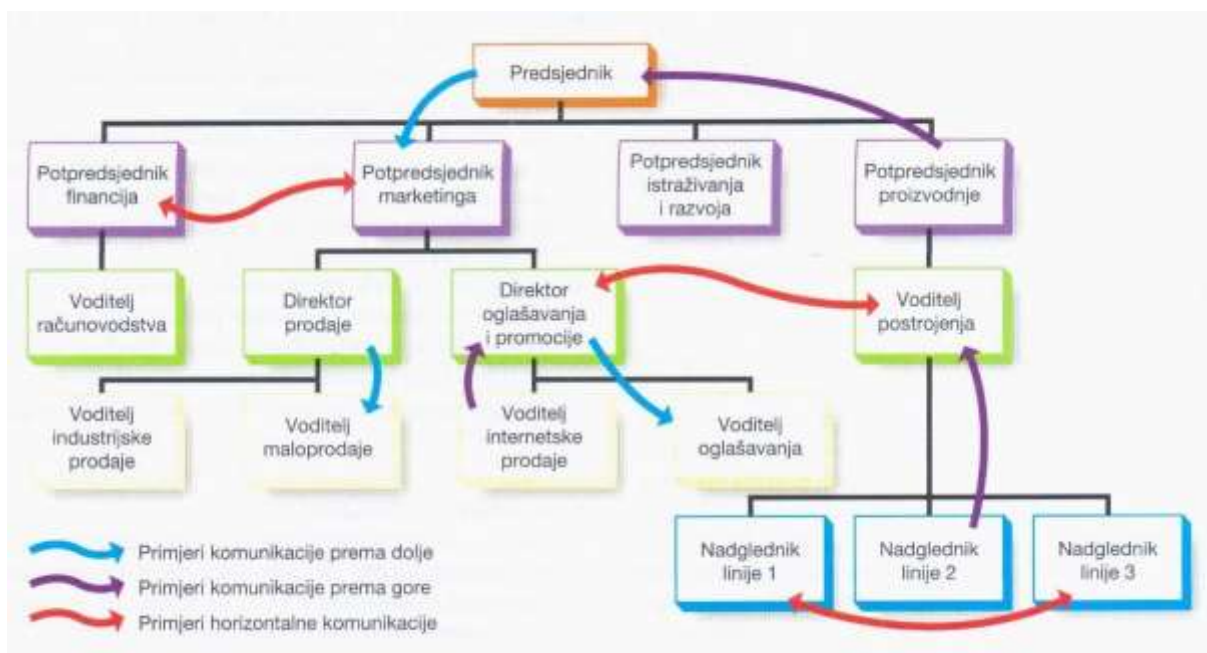 Predsjednik
Potpredsjednik
financija
Potpredsjednik
marketinga
Potpredsjednik
istraživanja
i razvoja
Potpredsjednik
proizvodnje
Voditelj
računovodstva
Direktor
prodaje
Direktor
oglašavanja
i promocije
Voditelj
postrojenja
Voditelj
industrijske
prodaje
Voditelj
maloprodaje
Voditelj
internetske
prodaje
Voditelj
oglašavanja
Nadglednik
linije 1
Nadglednik
linije 2
Nadglednik
linije 3
Primjeri komunikacije prema dolje
Primjeri komunikacije prema gore
Primjeri horizontalne komunikacije